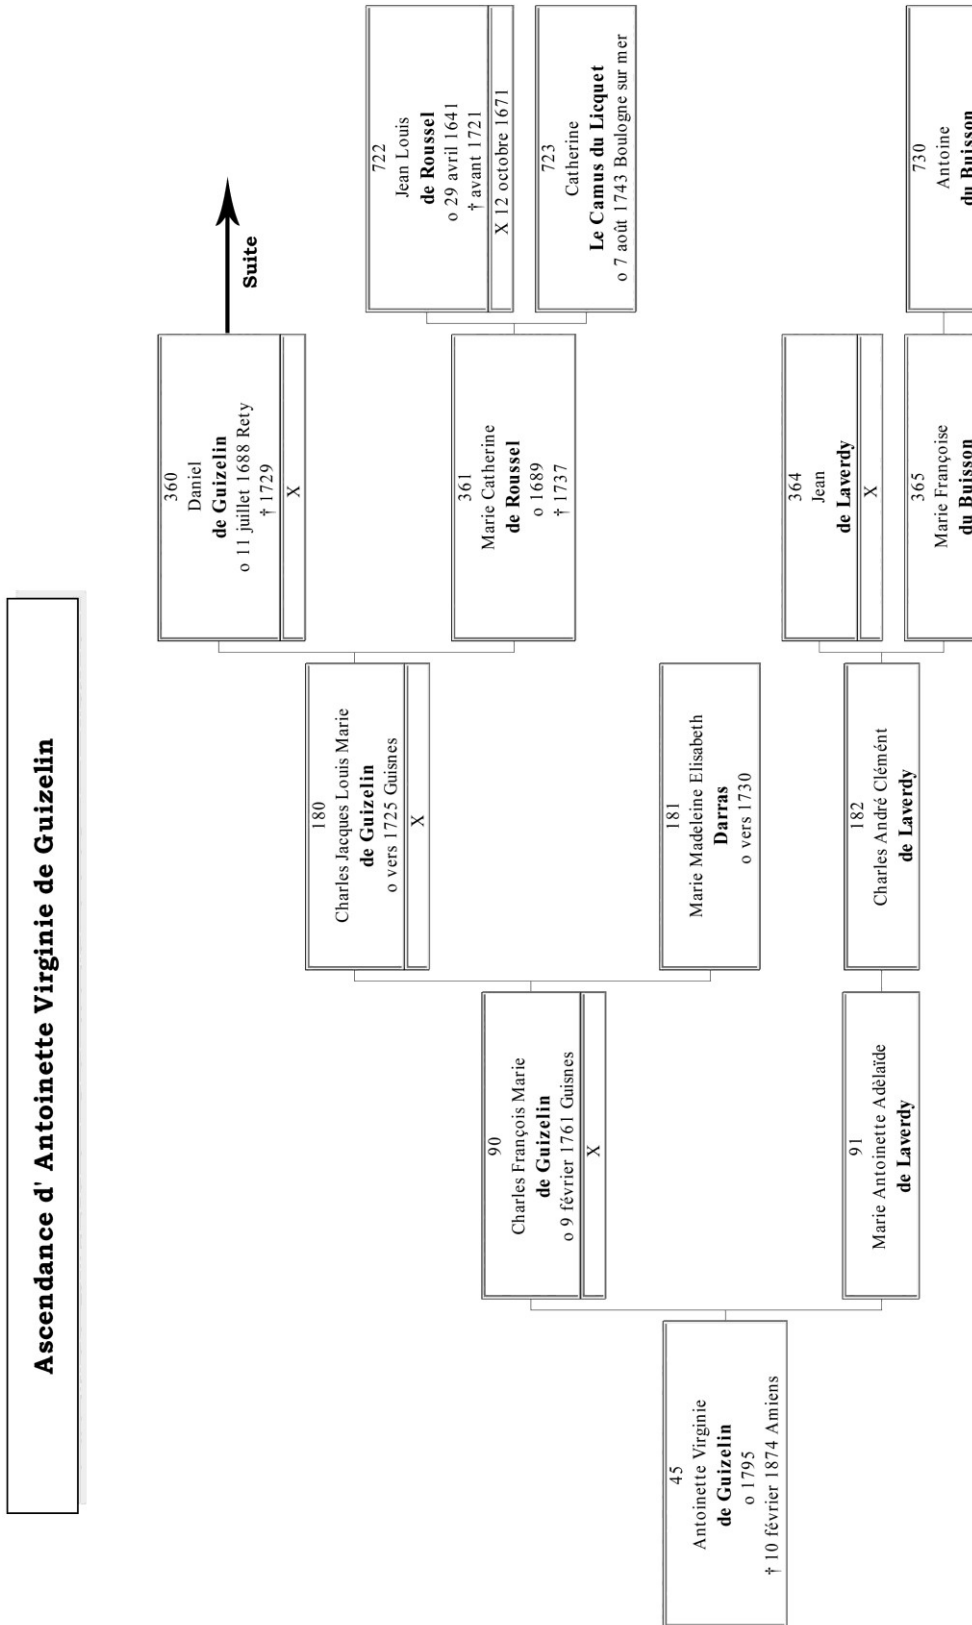 Ascendance d' Antoinette Virginie de Guizelin
45
Antoinette Virginie
de Guizelin
o 1795
† 10 février 1874 Amiens
90
Charles François Marie
de Guizelin
o 9 février 1761 Guisnes
X
91
Marie Antoinette Adèlaïde
de Laverdy
180
Charles Jacques Louis Marie
de Guizelin
o vers 1725 Guisnes
X
181
Marie Madeleine Elisabeth
Darras
o vers 1730
182
Charles André Clémént
de Laverdy
360
Daniel
de Guizelin
o 11 juillet 1688 Rety
† 1729
X
361
Marie Catherine
de Roussel
o 1689
† 1737
364
Jean
de Laverdy
X
365
Marie Françoise
du Buisson
Suite
722
Jean Louis
de Roussel
o 29 avril 1641
† avant 1721
X 12 octobre 1671
723
Catherine
Le Camus du Licquet
o 7 août 1743 Boulogne sur mer
730
Antoine
du Buisson